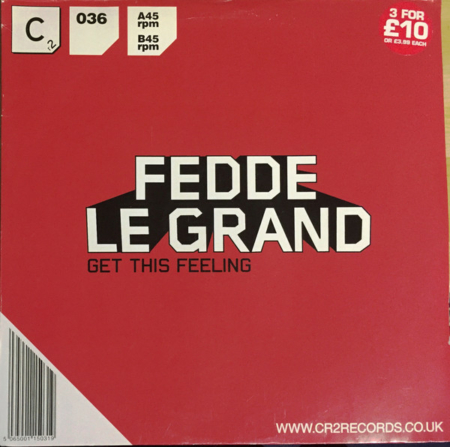 C2
036
A45
rpm
B45
rpm
3 FOR
£10
OR £3.99 EACH
FEDDE
LE GRAND
GET THIS FEELING
WWW.CR2RECORDS.CO.UK